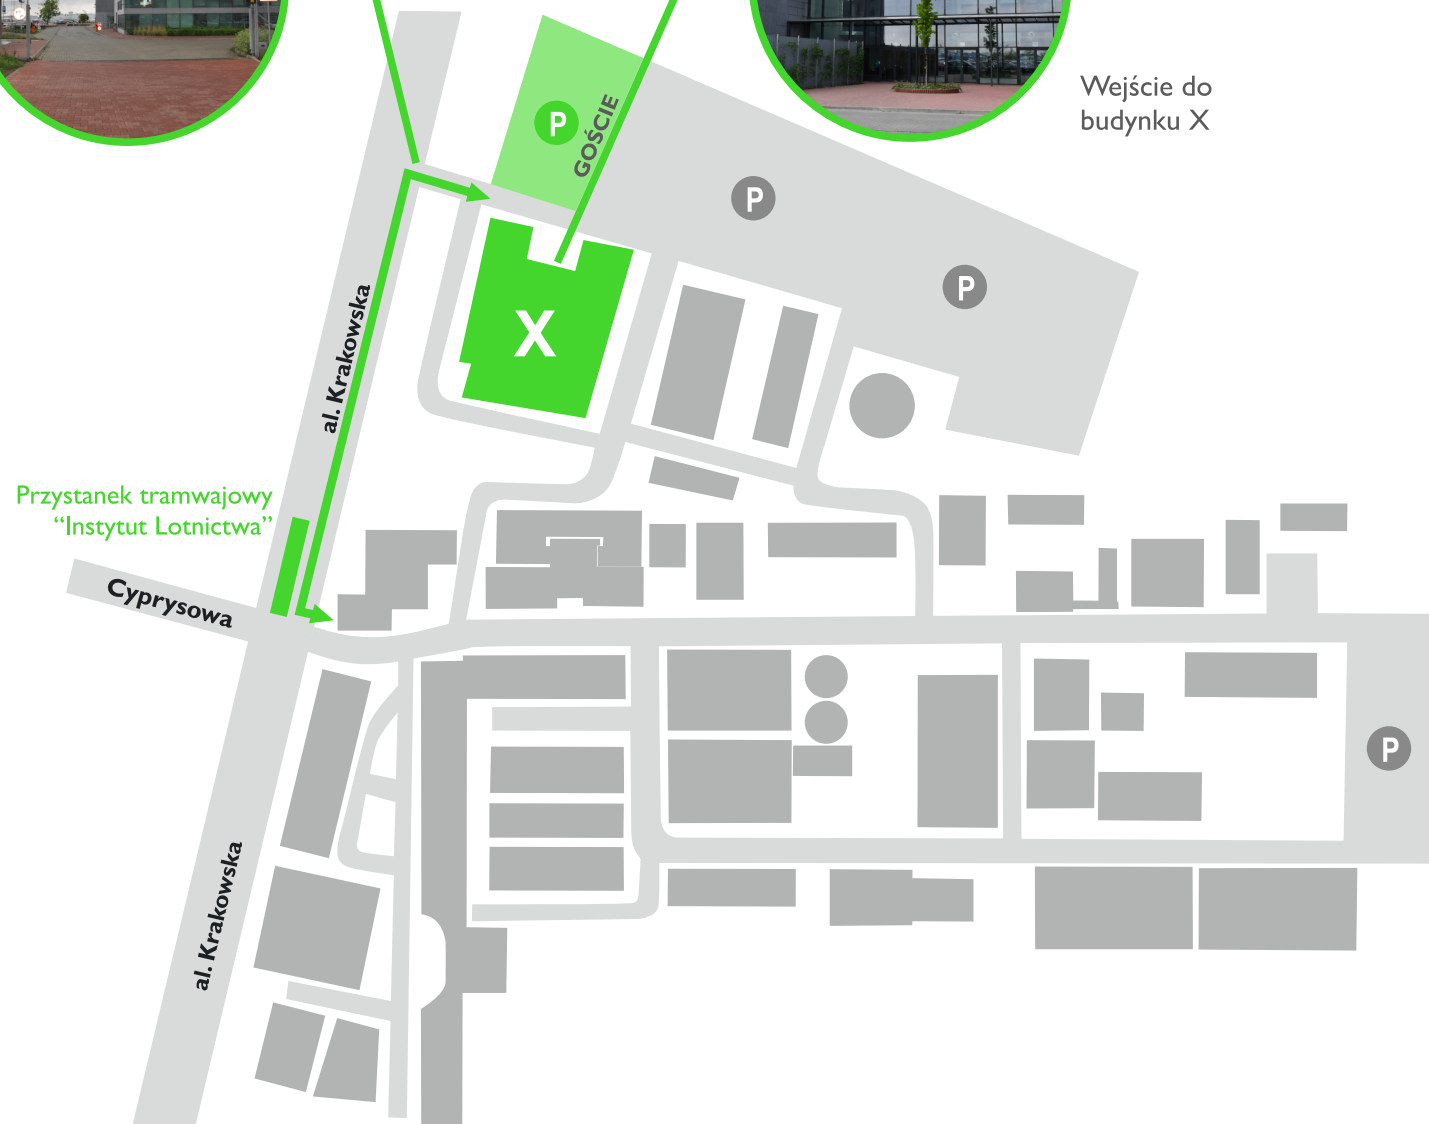 Wejście do
budynku X
P
GOŚCIE
P
P
X
al. Krakowska
Przystanek tramwajowy
“Instytut Lotnictwa”
Cyprysowa
P
al. Krakowska